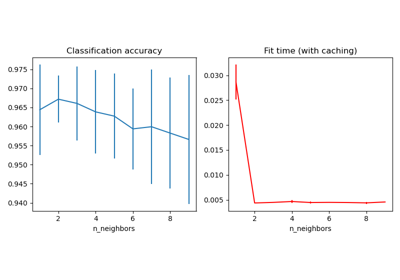 Classification accuracy
0.975
0.970
0.965
0.960
0.955
0.950
0.945
0.940
2 4 6 8
n_neighbors
Fit time (with caching)
0.030
0.025
0.020
0.015
0.010
0.005
2 4 6 8
n_neighbors